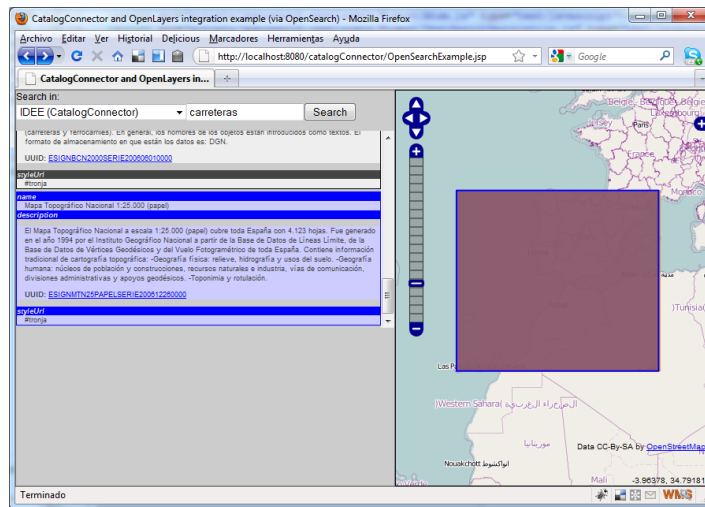 CatalogConnector and OpenLayers integration example (via OpenSearch) - Mozilla Firefox
Archivo Editar Ver Historial Delicious Marcadores Herramientas Ayuda
http://localhost:8080/catalogConnector/OpenSearchExample.jsp
Google
CatalogConnector and OpenLayers in...
Search in:
IDEE (CatalogConnector) carreteras Search
(carreteras y ferrocarriles). En general, los nombres de los objetos están introducidos como textos. El
formato de almacenamiento en que están los datos es: DGN.
UUID: ESIGNBCN2000SERIE200606010000
styleUrl
#tronja
name
Mapa Topográfico Nacional 1:25.000 (papel)
description
El Mapa Topográfico Nacional a escala 1:25.000 (papel) cubre toda España con 4.123 hojas. Fue generado
en el año 1994 por el Instituto Geográfico Nacional a partir de la Base de Datos de Líneas Límite, de la
Base de Datos de Vértices Geodésicos y del Vuelo Fotogramétrico de toda España. Contiene información
tradicional de cartografía topográfica: -Geografía física: relieve, hidrografía y usos del suelo. -Geografía
humana: núcleos de población y construcciones, recursos naturales e industria, vías de comunicación,
divisiones administrativas y apoyos geodésicos. -Toponimia y rotulación.
UUID: ESIGNMTN25PAPELSERIE200612260000
styleUrl
#tronja
Paris
France
Tunisia
Las Pa
)Western Sahara( الصحراء الغربية
موريتانيا
Nouakchott انواكشوط
Mali
Data CC-By-SA by OpenStreetMap
-3.96378, 34.79181
Terminado
WMS